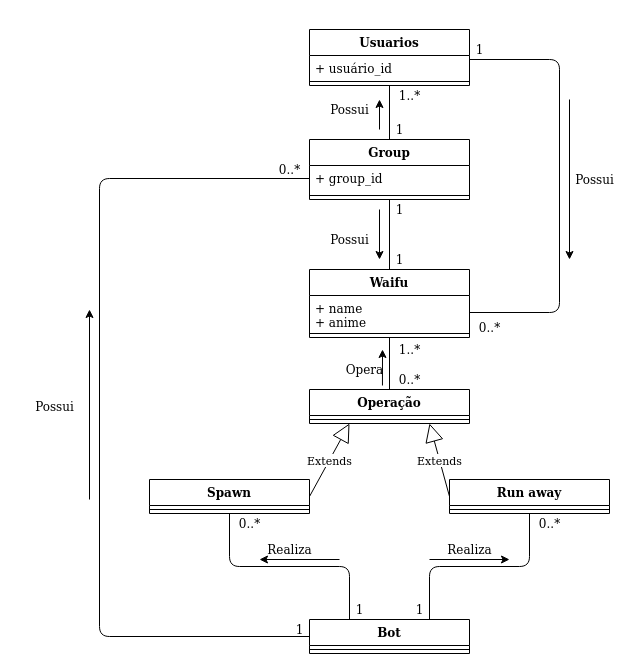 Usuarios
1
+ usuário_id
1..*
Possui
1
Group
0..*
+ group_id
Possui
1
Possui
1
Waifu
+ name
+ anime
0..*
1..*
Opera
0..*
Possui
Operação
Extends
Extends
Spawn
Run away
0..*
0..*
Realiza
Realiza
1
1
1
Bot